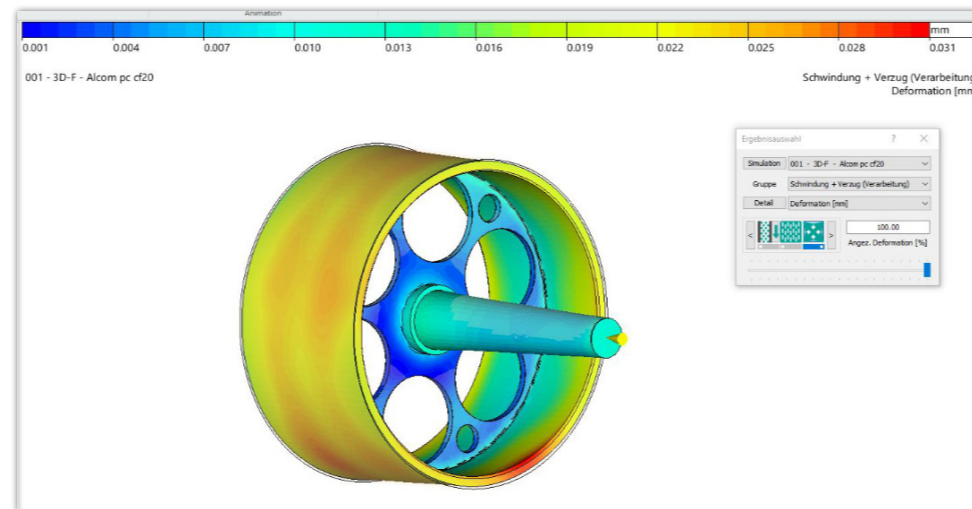 Animation
mm
0.001 0.004 0.007 0.010 0.013 0.016 0.019 0.022 0.025 0.028 0.031
001 - 3D-F - Alcom pc cf20
Schwindung + Verzug (Verarbeitung
Deformation [mm
Ergebnisauswahl ?
Simulation 001 - 3D-F - Alcom pc cf20
Gruppe Schwindung + Verzug (Verarbeitung)
Detail Deformation [mm]
< > 100.00
Angez. Deformation [%]